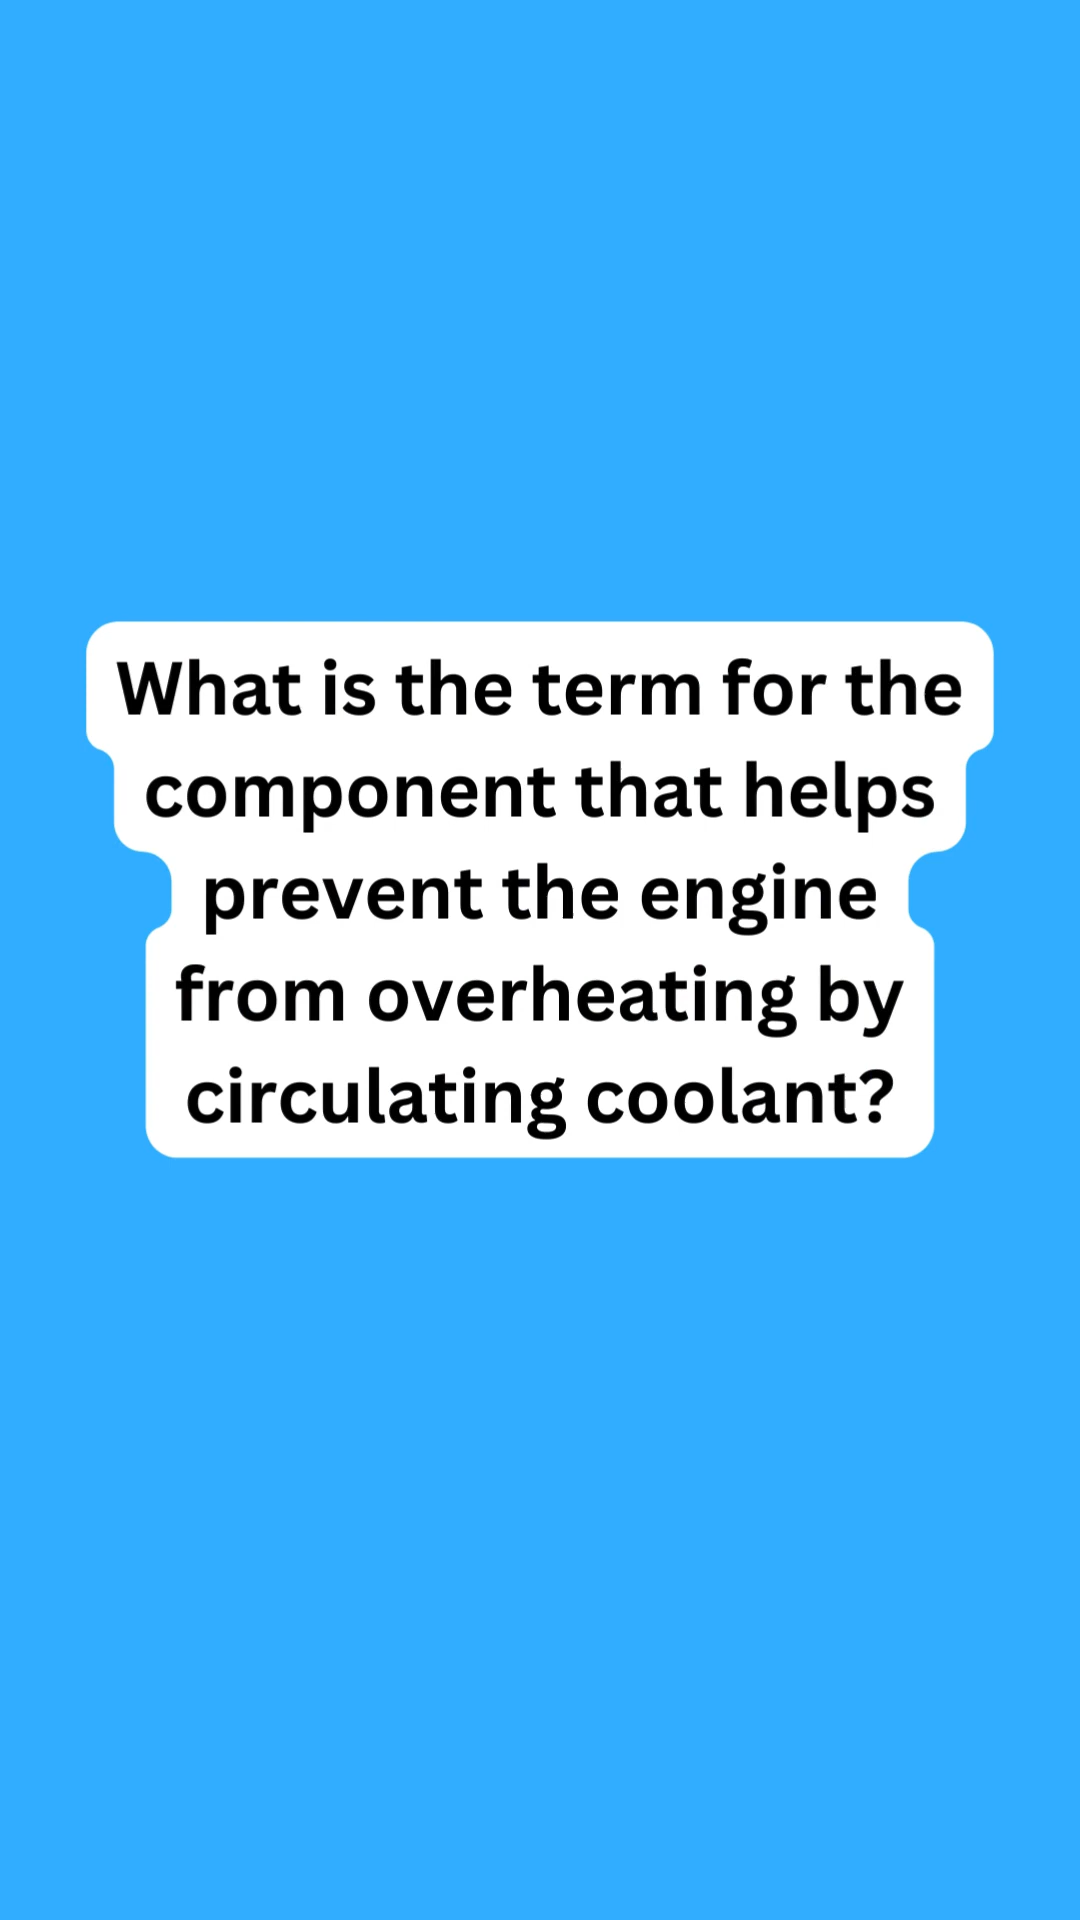 What is the term for the
component that helps
prevent the engine
from overheating by
circulating coolant?